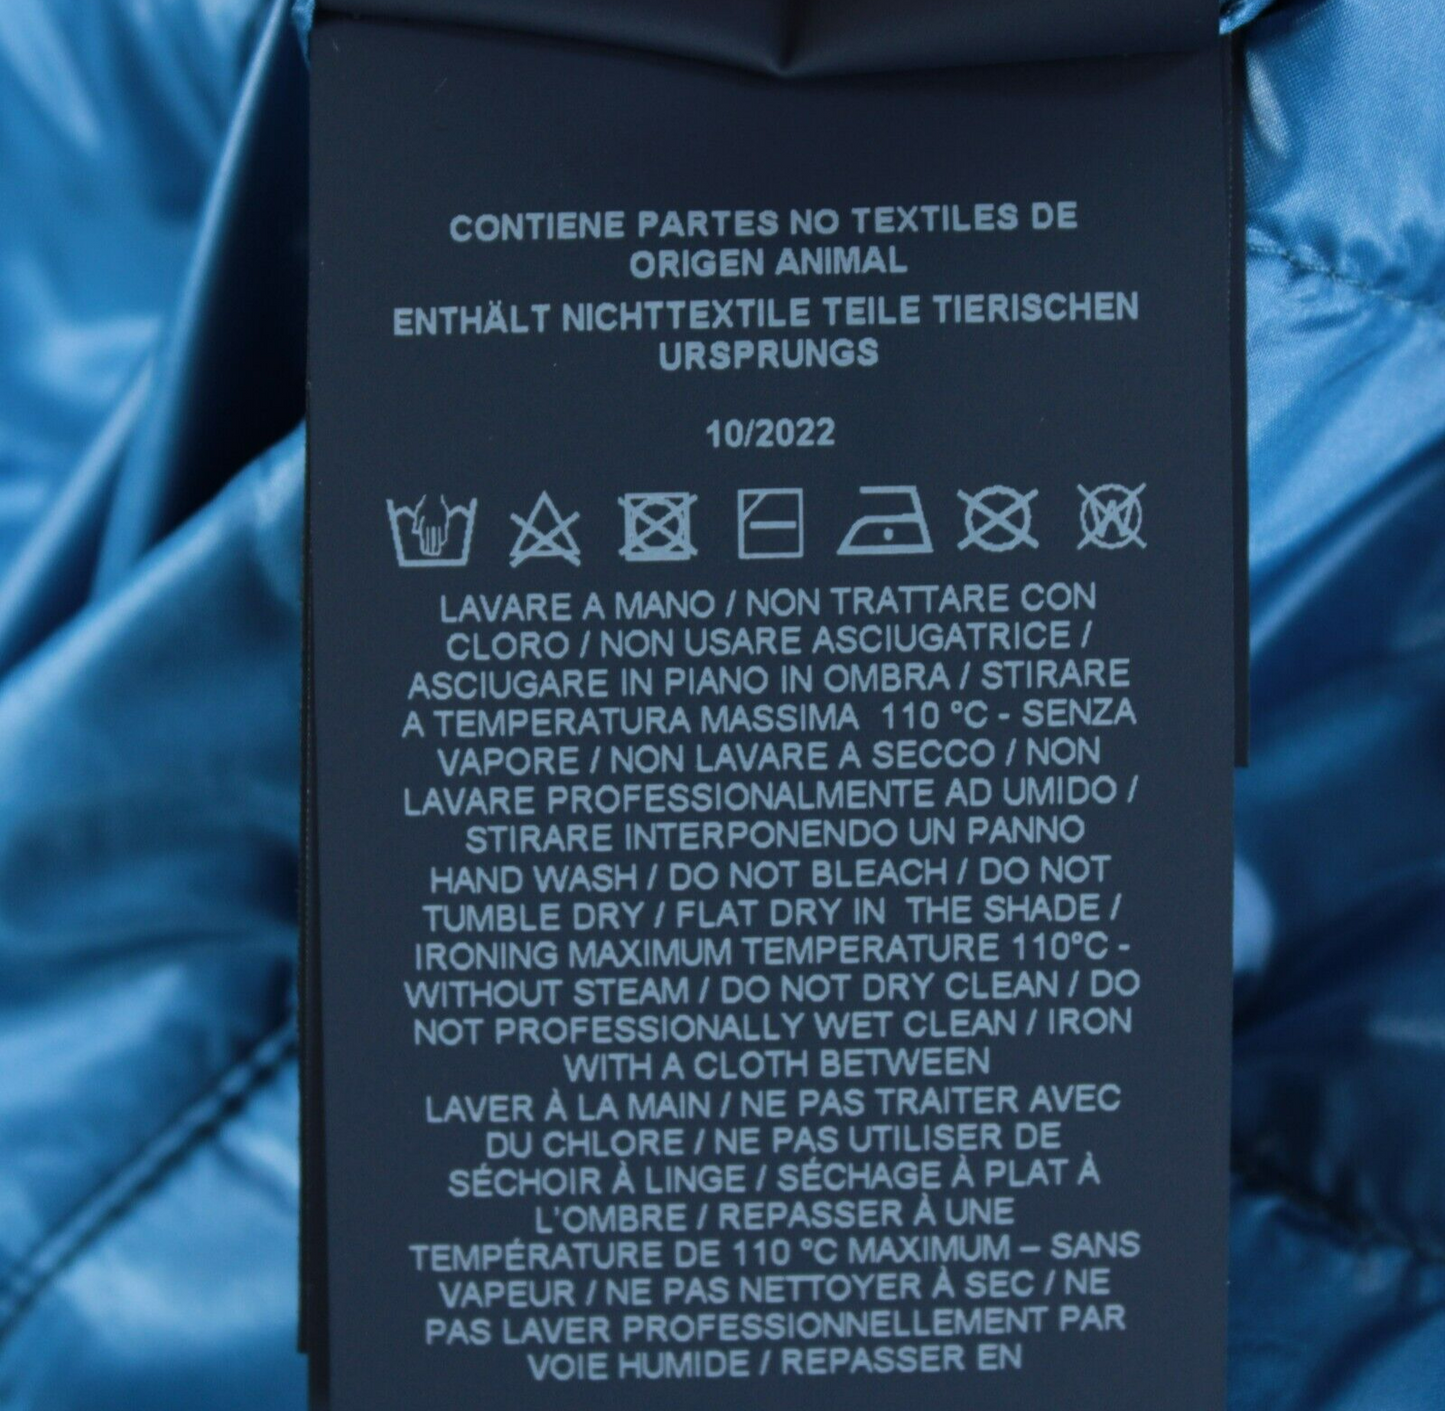 CONTIENE PARTES NO TEXTILES DE
ORIGEN ANIMAL
ENTHÄLT NICHTTEXTILE TEILE TIERISCHEN
URSPRUNGS
10/2022
LAVARE A MANO / NON TRATTARE CON
CLORO / NON USARE ASCIUGATRICE /
ASCIUGARE IN PIANO IN OMBRA / STIRARE
A TEMPERATURA MASSIMA 110 °C - SENZA
VAPORE / NON LAVARE A SECCO / NON
LAVARE PROFESSIONALMENTE AD UMIDO /
STIRARE INTERPONENDO UN PANNO
HAND WASH / DO NOT BLEACH / DO NOT
TUMBLE DRY / FLAT DRY IN THE SHADE /
IRONING MAXIMUM TEMPERATURE 110°C -
WITHOUT STEAM / DO NOT DRY CLEAN / DO
NOT PROFESSIONALLY WET CLEAN / IRON
WITH A CLOTH BETWEEN
LAVER À LA MAIN / NE PAS TRAITER AVEC
DU CHLORE / NE PAS UTILISER DE
SÉCHOIR À LINGE / SÉCHAGE À PLAT À
L'OMBRE / REPASSER À UNE
TEMPÉRATURE DE 110 °C MAXIMUM – SANS
VAPEUR / NE PAS NETTOYER À SEC / NE
PAS LAVER PROFESSIONNELLEMENT PAR
VOIE HUMIDE / REPASSER EN